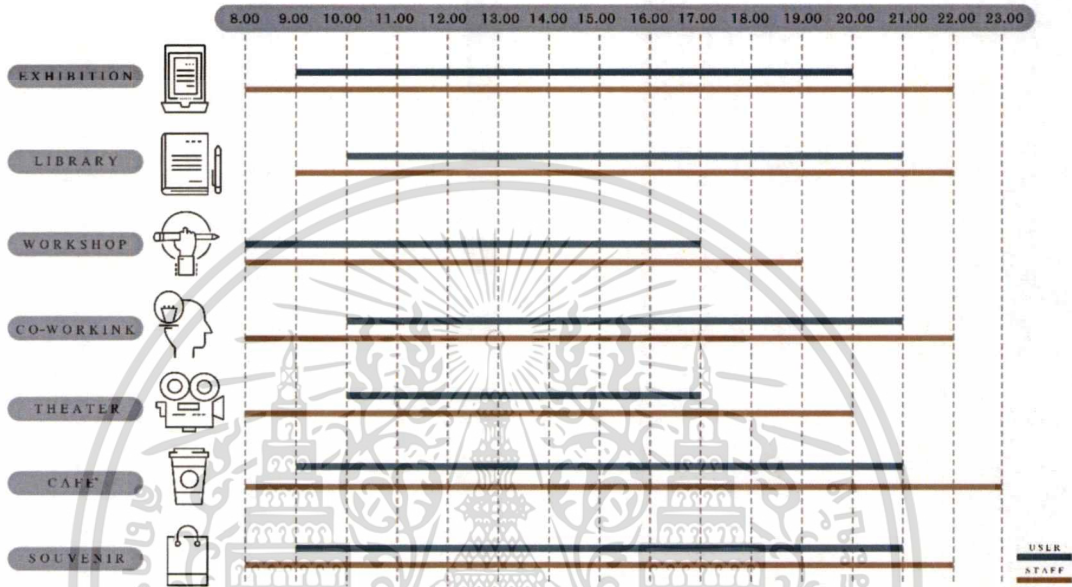 8.00 9.00 10.00 11.00 12.00 13.00 14.00 15.00 16.00 17.00 18.00 19.00 20.00 21.00 22.00 23.00
EXHIBITION
LIBRARY
WORKSHOP
CO-WORKINK
THEATER
CAFE'
SOUVENIR
USER
STAFF